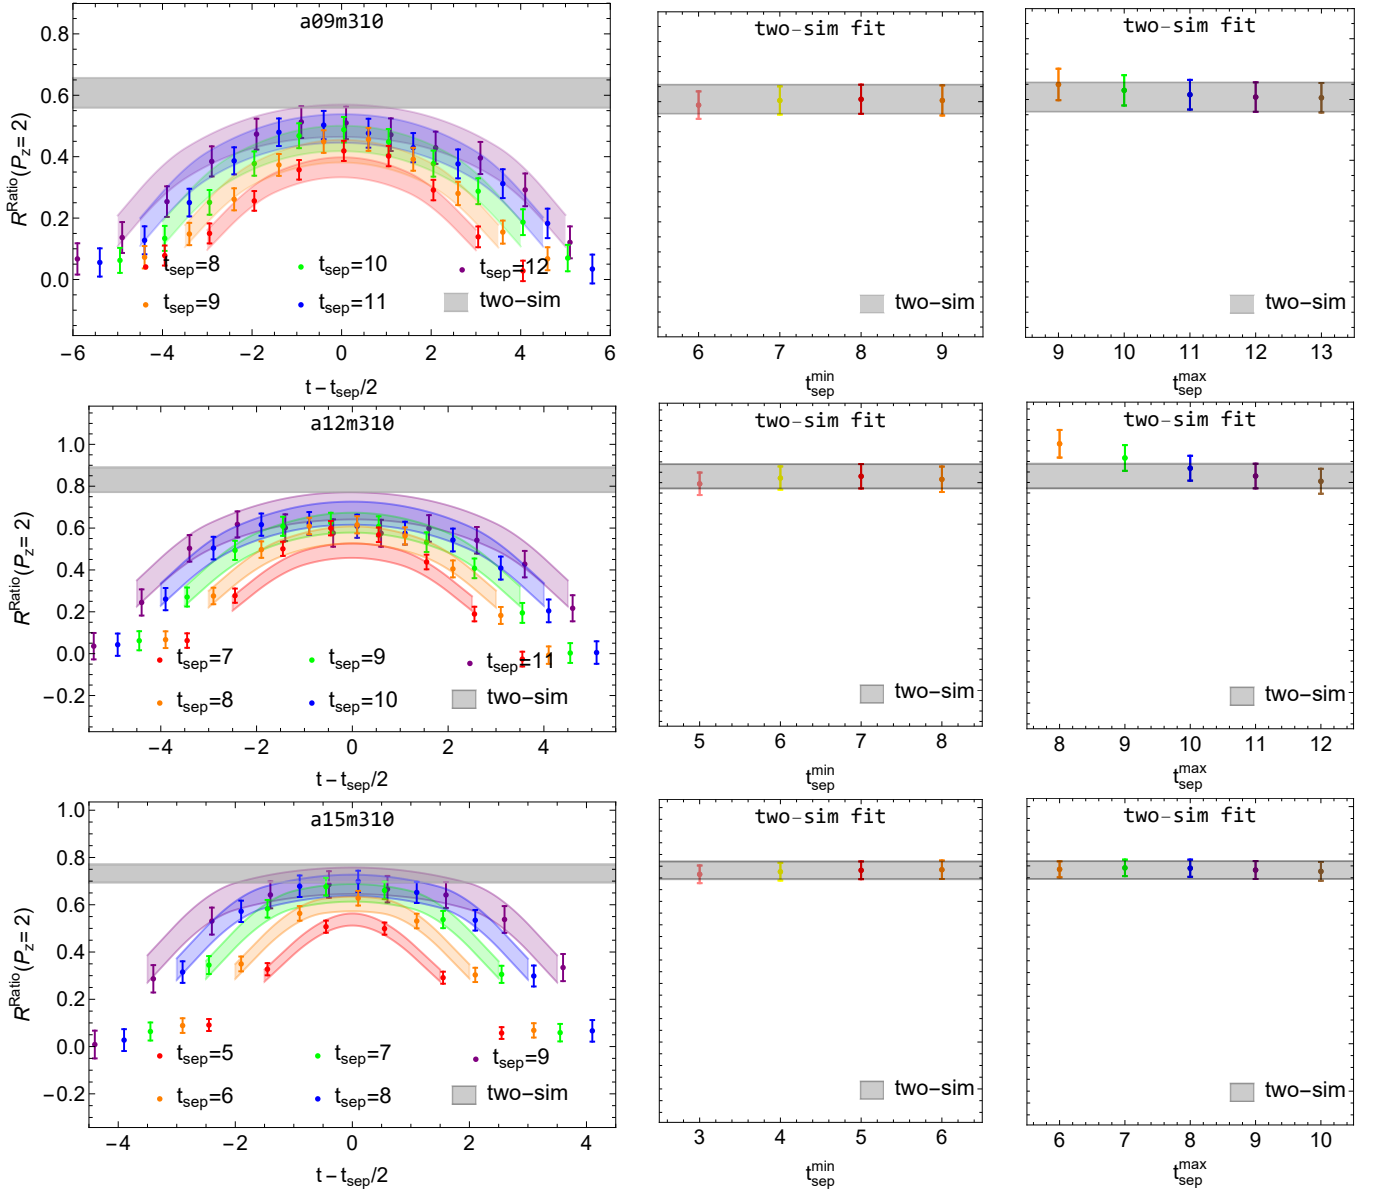 a09m310
R^Ratio(P_z=2)
0.8
0.6
0.4
0.2
0.0
t_sep=8
t_sep=10
t_sep=12
t_sep=9
t_sep=11
two-sim
−6 −4 −2 0 2 4 6
t−t_sep/2
two-sim fit
two-sim
6 7 8 9
t_sep^min
two-sim fit
two-sim
9 10 11 12 13
t_sep^max
a12m310
R^Ratio(P_z=2)
1.0
0.8
0.6
0.4
0.2
0.0
−0.2
t_sep=7
t_sep=9
t_sep=11
t_sep=8
t_sep=10
two-sim
−4 −2 0 2 4
t−t_sep/2
two-sim fit
two-sim
5 6 7 8
t_sep^min
two-sim fit
two-sim
8 9 10 11 12
t_sep^max
a15m310
R^Ratio(P_z=2)
1.0
0.8
0.6
0.4
0.2
0.0
−0.2
t_sep=5
t_sep=7
t_sep=9
t_sep=6
t_sep=8
two-sim
−4 −2 0 2 4
t−t_sep/2
two-sim fit
two-sim
3 4 5 6
t_sep^min
two-sim fit
two-sim
6 7 8 9 10
t_sep^max